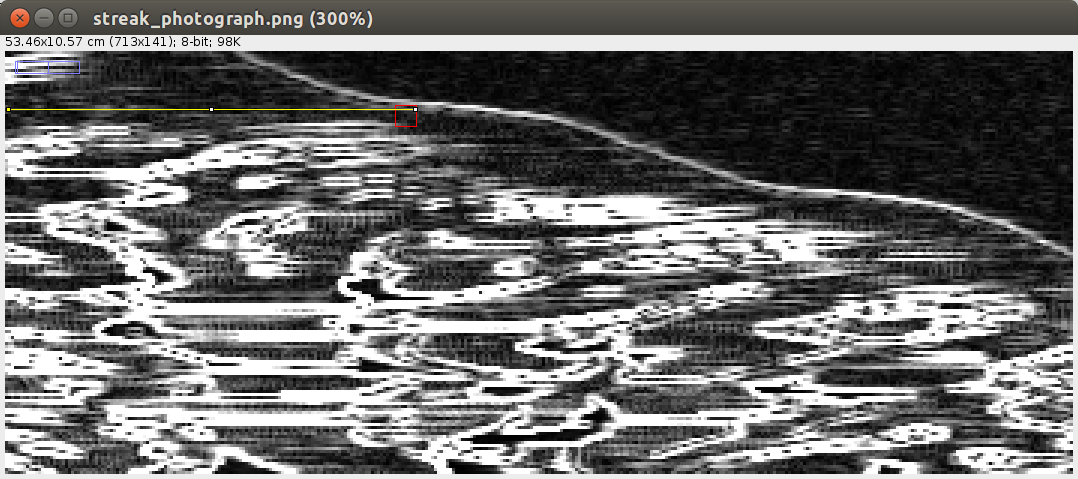 streak_photograph.png (300%)
53.46x10.57 cm (713x141); 8-bit; 98K